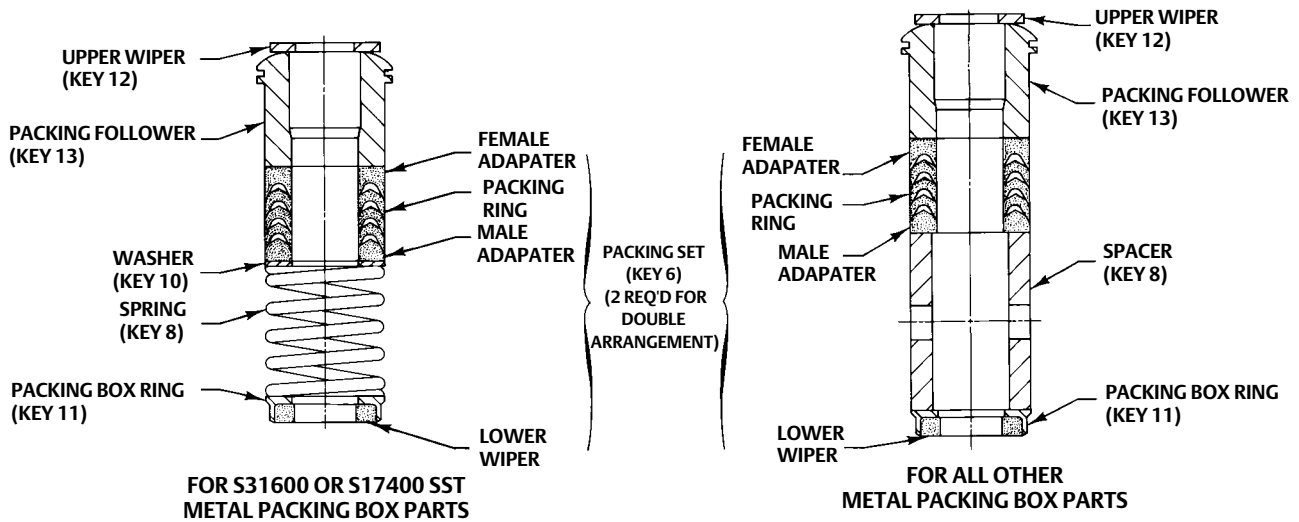 UPPER WIPER
(KEY 12)
PACKING FOLLOWER
(KEY 13)
FEMALE
ADAPATER
PACKING
RING
MALE
ADAPATER
WASHER
(KEY 10)
SPRING
(KEY 8)
PACKING BOX RING
(KEY 11)
LOWER
WIPER
FOR S31600 OR S17400 SST
METAL PACKING BOX PARTS
PACKING SET
(KEY 6)
(2 REQ'D FOR
DOUBLE
ARRANGEMENT)
UPPER WIPER
(KEY 12)
PACKING FOLLOWER
(KEY 13)
FEMALE
ADAPATER
PACKING
RING
MALE
ADAPATER
SPACER
(KEY 8)
PACKING BOX RING
(KEY 11)
LOWER
WIPER
FOR ALL OTHER
METAL PACKING BOX PARTS